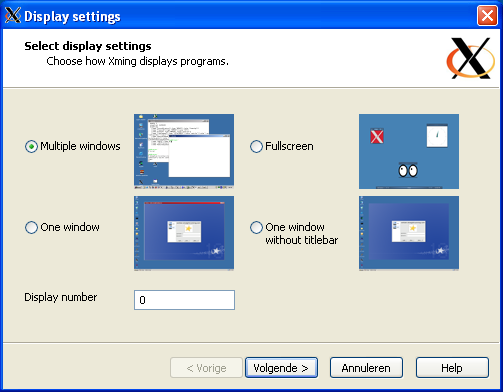 Display settings
Select display settings
Choose how Xming displays programs.
Multiple windows
Fullscreen
One window
One window
without titlebar
Display number
0
< Vorige
Volgende >
Annuleren
Help